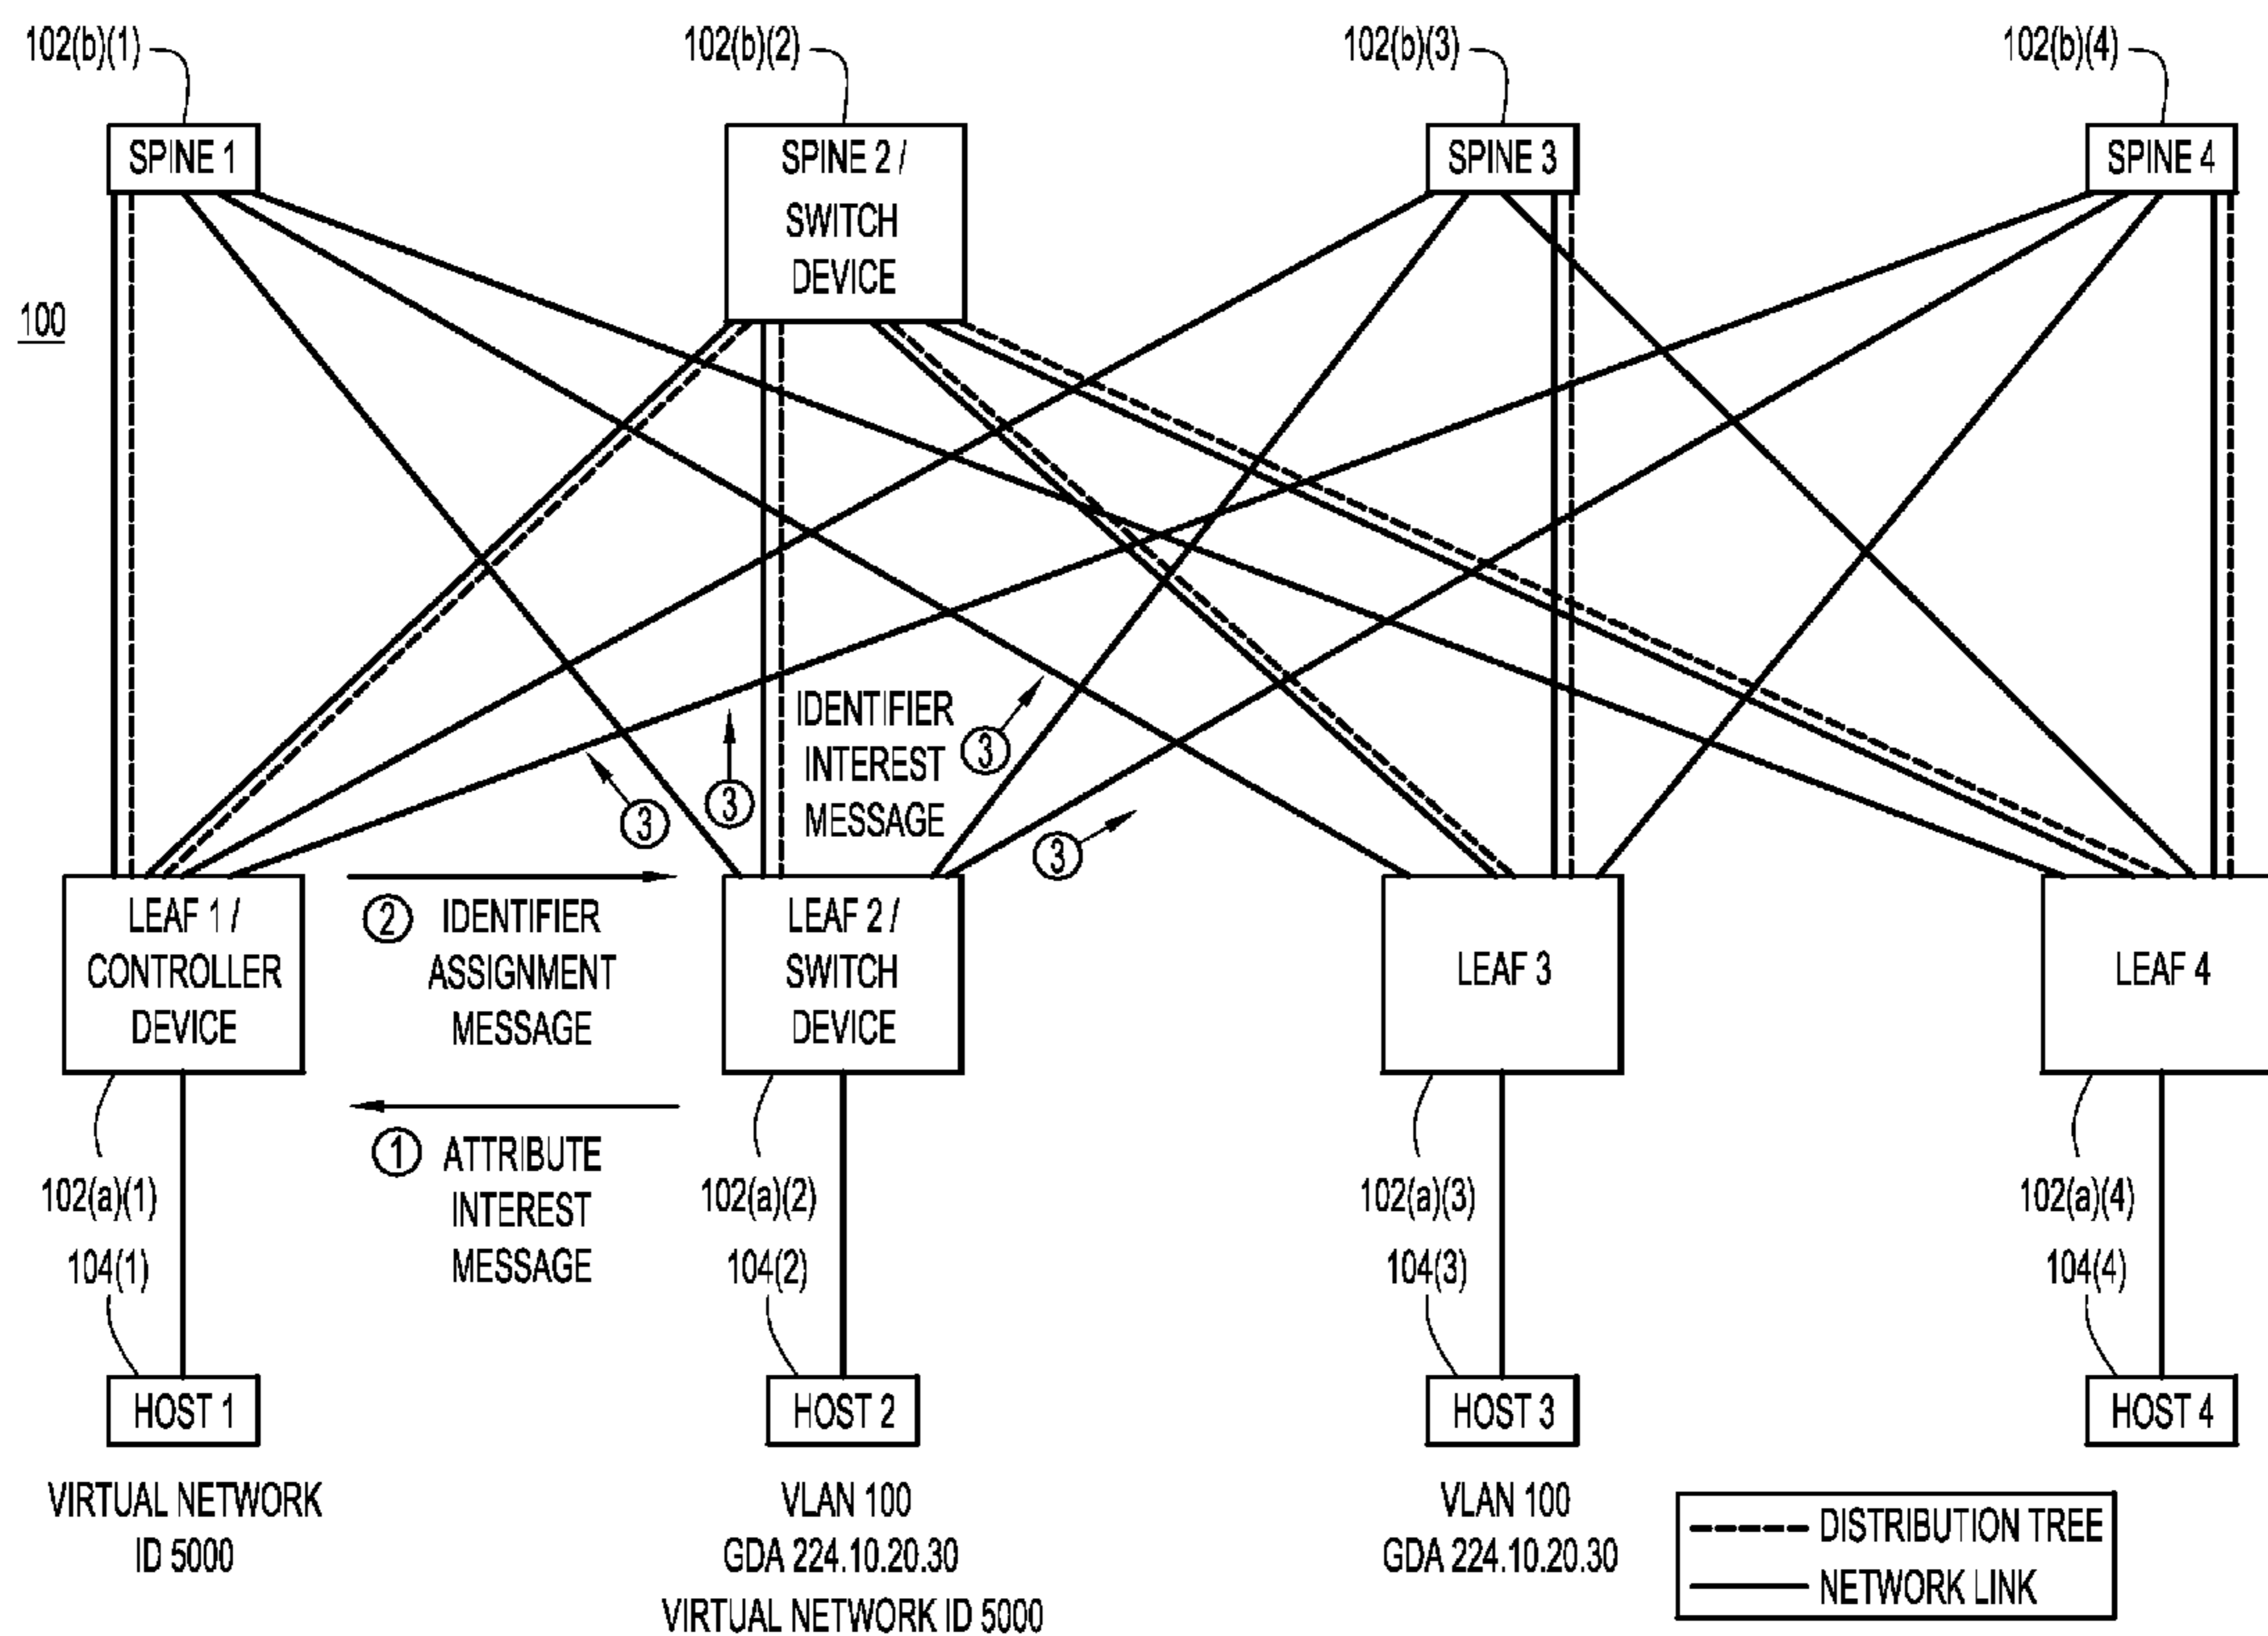 102(b)(1)
102(b)(2)
102(b)(3)
102(b)(4)
SPINE 1
SPINE 2 /
SWITCH
DEVICE
SPINE 3
SPINE 4
100
IDENTIFIER
INTEREST
MESSAGE
3
3
3
3
LEAF 1 /
CONTROLLER
DEVICE
2 IDENTIFIER
ASSIGNMENT
MESSAGE
LEAF 2 /
SWITCH
DEVICE
LEAF 3
LEAF 4
1 ATTRIBUTE
INTEREST
MESSAGE
102(a)(1)
102(a)(2)
102(a)(3)
102(a)(4)
104(1)
104(2)
104(3)
104(4)
HOST 1
HOST 2
HOST 3
HOST 4
VIRTUAL NETWORK
ID 5000
VLAN 100
GDA 224.10.20.30
VIRTUAL NETWORK ID 5000
VLAN 100
GDA 224.10.20.30
DISTRIBUTION TREE
NETWORK LINK